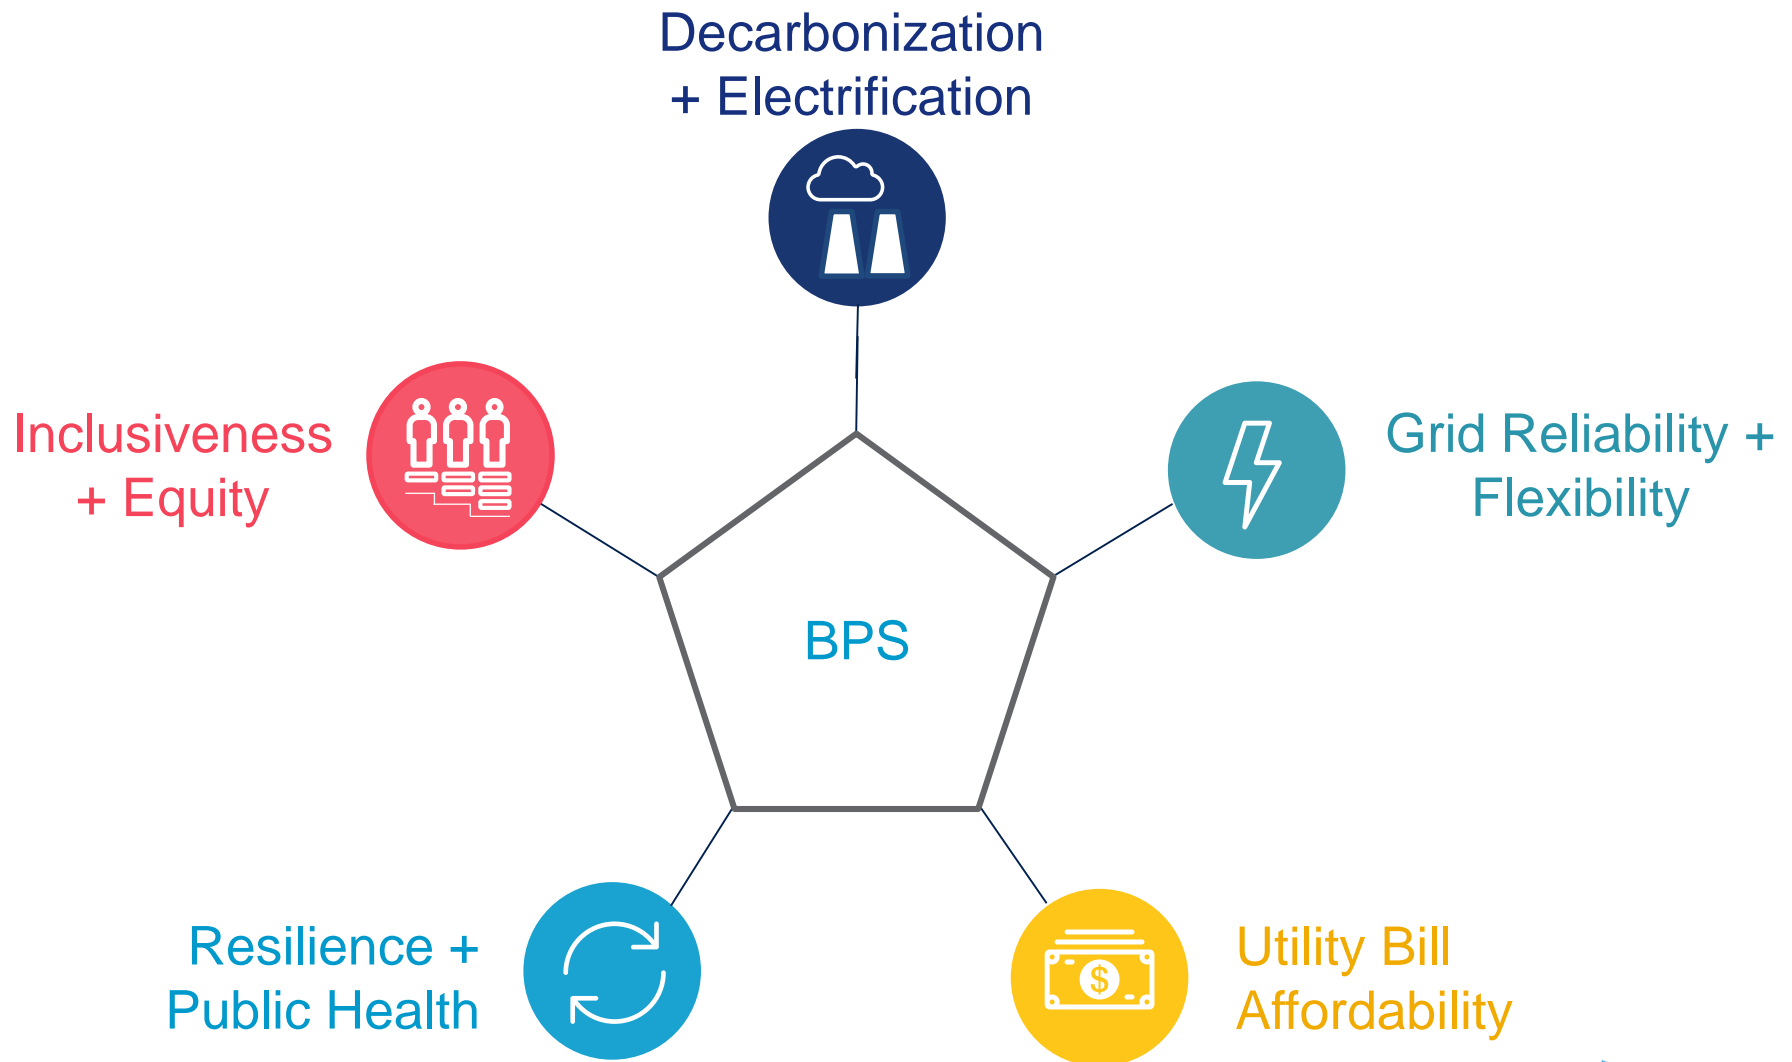 Decarbonization
+ Electrification
Inclusiveness
+ Equity
Grid Reliability +
Flexibility
BPS
Resilience +
Public Health
$
Utility Bill
Affordability